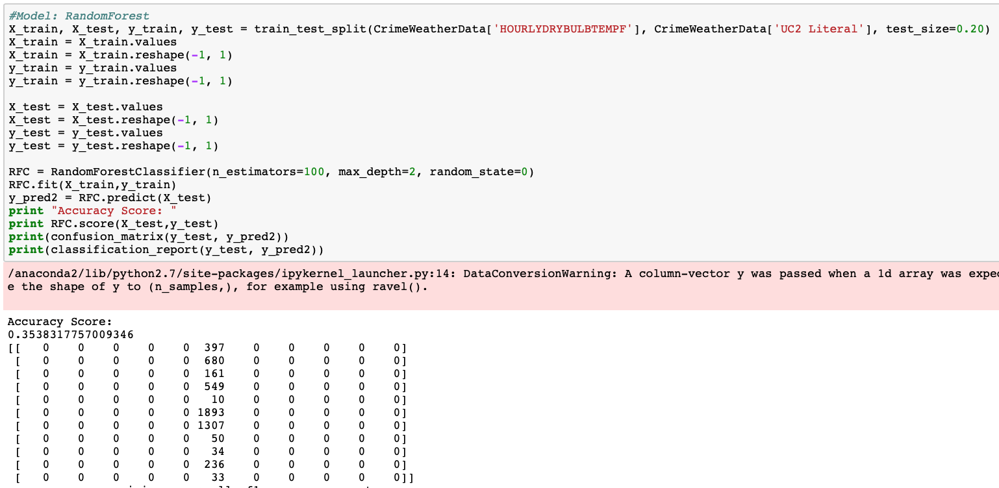 #Model: RandomForest
X_train, X_test, y_train, y_test = train_test_split(CrimeWeatherData['HOURLYDRYBULBTEMPF'], CrimeWeatherData['UC2 Literal'], test_size=0.20)
X_train = X_train.values
X_train = X_train.reshape(-1, 1)
y_train = y_train.values
y_train = y_train.reshape(-1, 1)
X_test = X_test.values
X_test = X_test.reshape(-1, 1)
y_test = y_test.values
y_test = y_test.reshape(-1, 1)
RFC = RandomForestClassifier(n_estimators=100, max_depth=2, random_state=0)
RFC.fit(X_train,y_train)
y_pred2 = RFC.predict(X_test)
print "Accuracy Score: "
print RFC.score(X_test,y_test)
print(confusion_matrix(y_test, y_pred2))
print(classification_report(y_test, y_pred2))
/anaconda2/lib/python2.7/site-packages/ipykernel_launcher.py:14: DataConversionWarning: A column-vector y was passed when a 1d array was expec
e the shape of y to (n_samples,), for example using ravel().
Accuracy Score:
0.3538317757009346
[[ 0 0 0 0 0 397 0 0 0 0 0]
[ 0 0 0 0 0 680 0 0 0 0 0]
[ 0 0 0 0 0 161 0 0 0 0 0]
[ 0 0 0 0 0 549 0 0 0 0 0]
[ 0 0 0 0 0 10 0 0 0 0 0]
[ 0 0 0 0 0 1893 0 0 0 0 0]
[ 0 0 0 0 0 1307 0 0 0 0 0]
[ 0 0 0 0 0 50 0 0 0 0 0]
[ 0 0 0 0 0 34 0 0 0 0 0]
[ 0 0 0 0 0 236 0 0 0 0 0]
[ 0 0 0 0 0 33 0 0 0 0 0]]